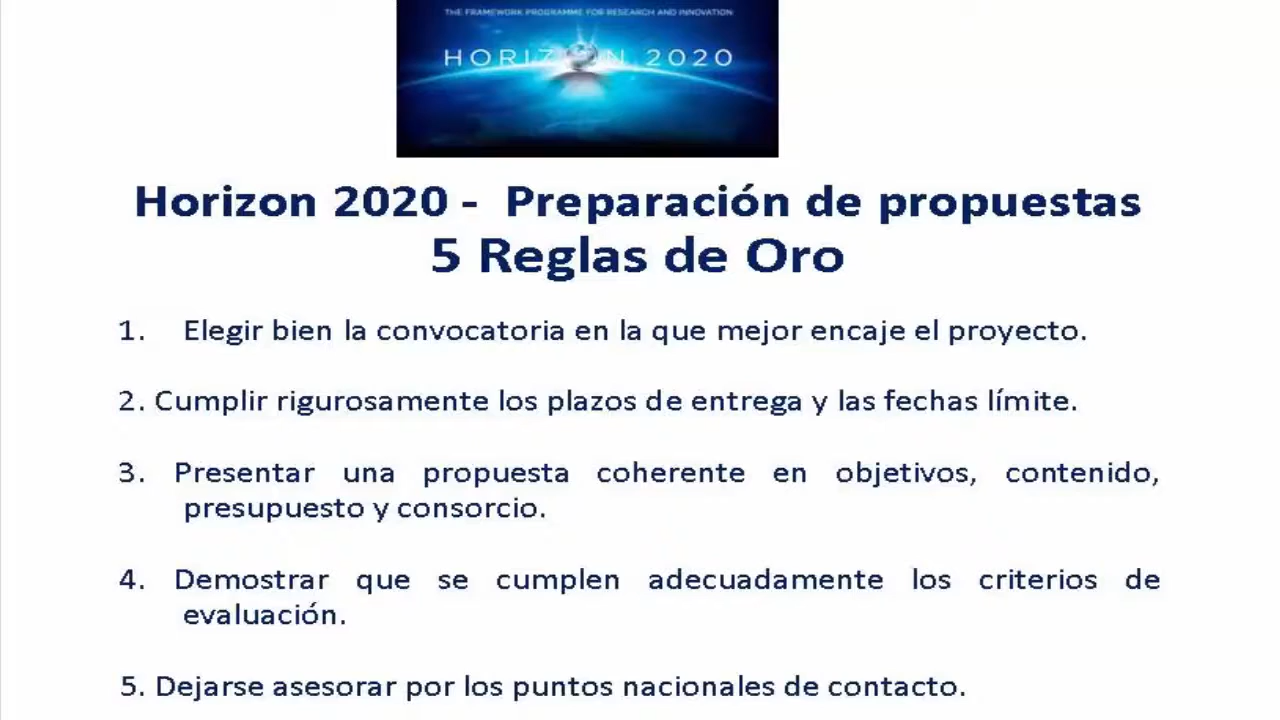 THE FRAMEWORK PROGRAMME FOR RESEARCH AND INNOVATION
HORIZON 2020
Horizon 2020 - Preparación de propuestas
5 Reglas de Oro
1. Elegir bien la convocatoria en la que mejor encaje el proyecto.
2. Cumplir rigurosamente los plazos de entrega y las fechas límite.
3. Presentar una propuesta coherente en objetivos, contenido,
presupuesto y consorcio.
4. Demostrar que se cumplen adecuadamente los criterios de
evaluación.
5. Dejarse asesorar por los puntos nacionales de contacto.